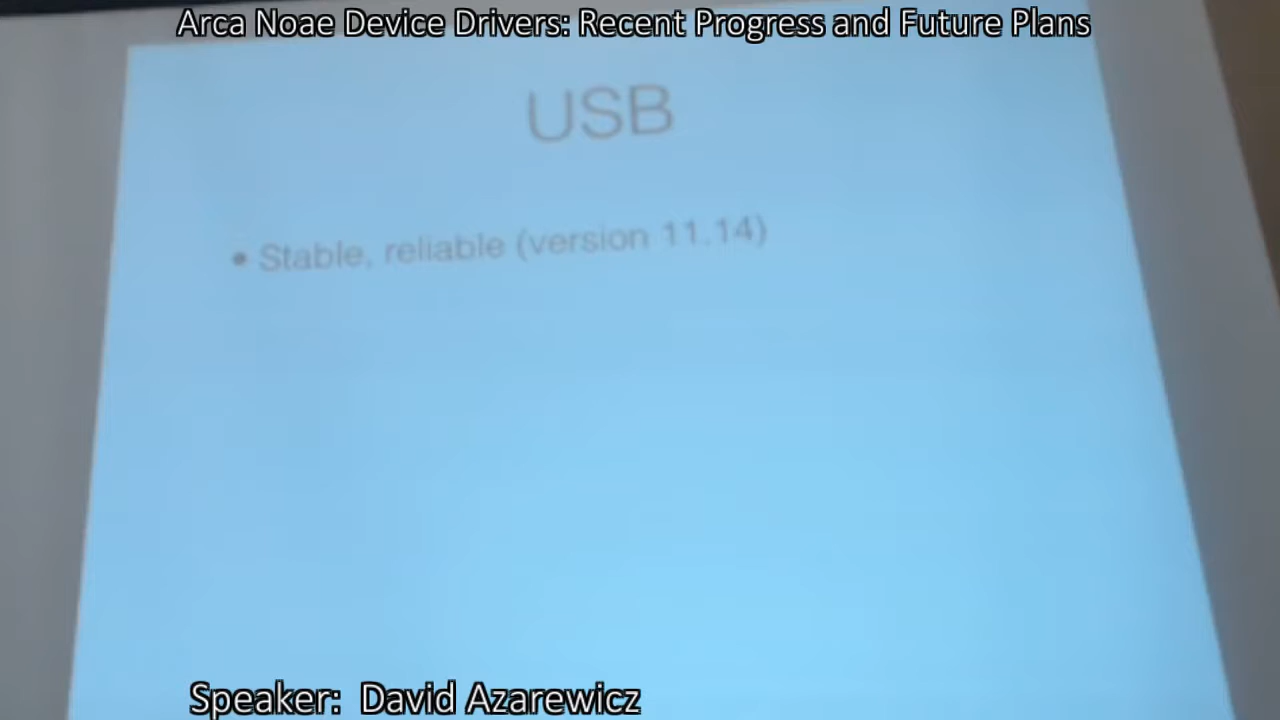 Arca Noae Device Drivers: Recent Progress and Future Plans
USB
• Stable, reliable (version 11.14)
Speaker: David Azarewicz